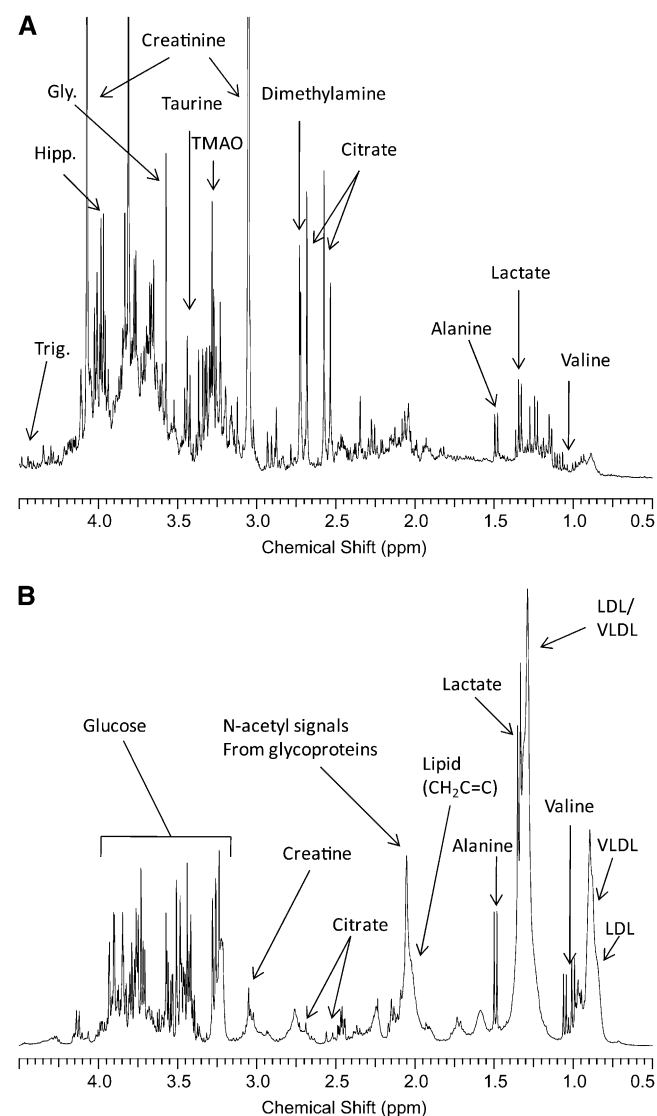 A
Creatinine
Gly.
Taurine
Dimethylamine
Hipp.
TMAO
Citrate
Lactate
Alanine
Valine
Trig.
4.0 3.5 3.0 2.5 2.0 1.5 1.0 0.5
Chemical Shift (ppm)
B
LDL/
VLDL
Lactate
Glucose
N-acetyl signals
From glycoproteins
Lipid
(CH₂C=C)
Valine
Creatine
Alanine
VLDL
Citrate
LDL
4.0 3.5 3.0 2.5 2.0 1.5 1.0 0.5
Chemical Shift (ppm)